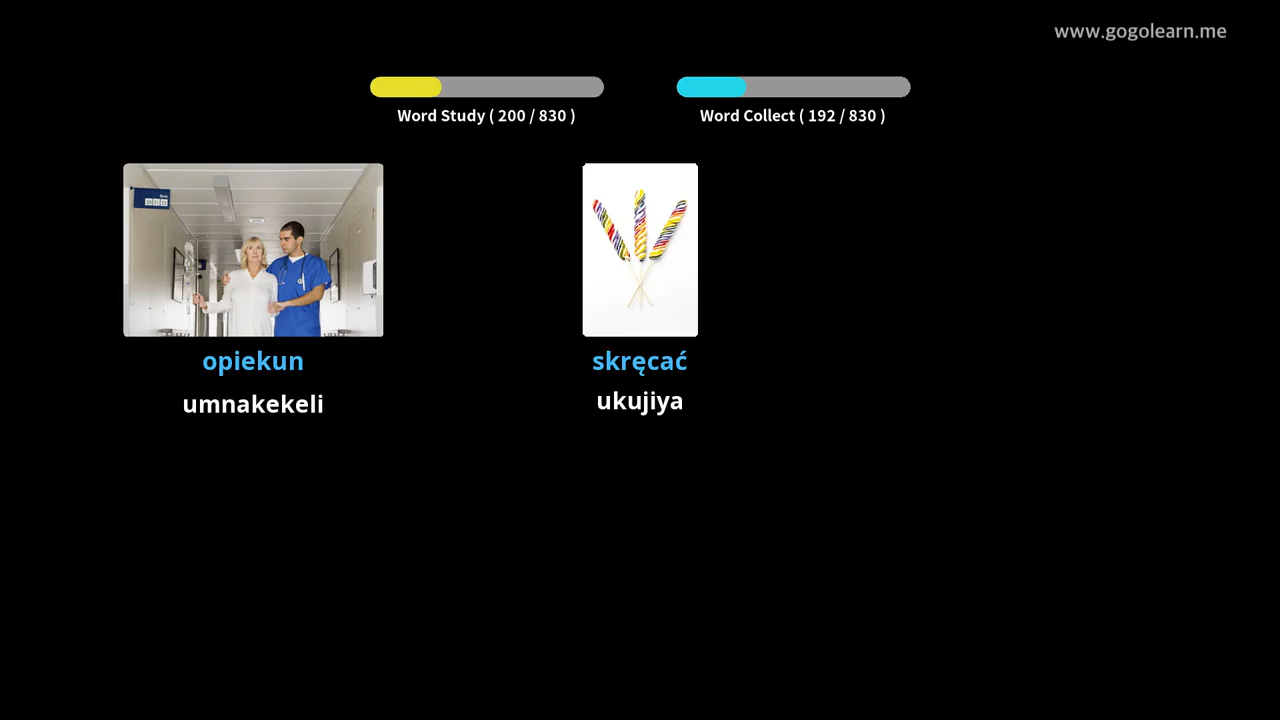 www.gogolearn.me
Word Study ( 200 / 830 )
Word Collect ( 192 / 830 )
opiekun
skręcać
umnakekeli
ukujiya